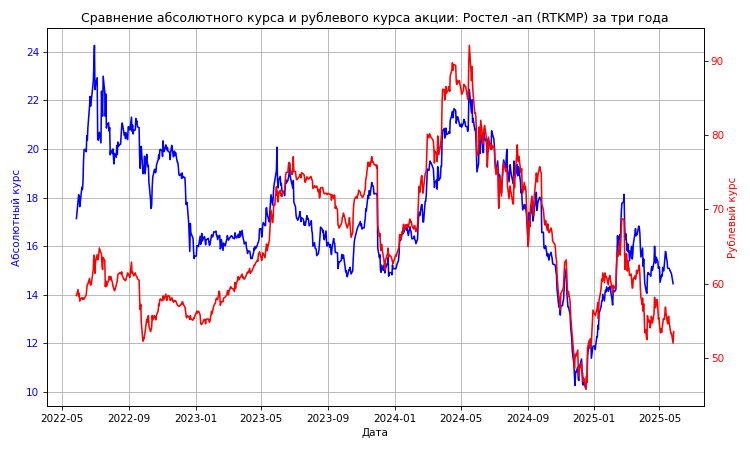 Сравнение абсолютного курса и рублевого курса акции: Ростел -ап (RTKMP) за три года
Абсолютный курс
24
22
20
18
16
14
12
10
90
80
70
60
50
Рублевый курс
2022-05 2022-09 2023-01 2023-05 2023-09 2024-01 2024-05 2024-09 2025-01 2025-05
Дата